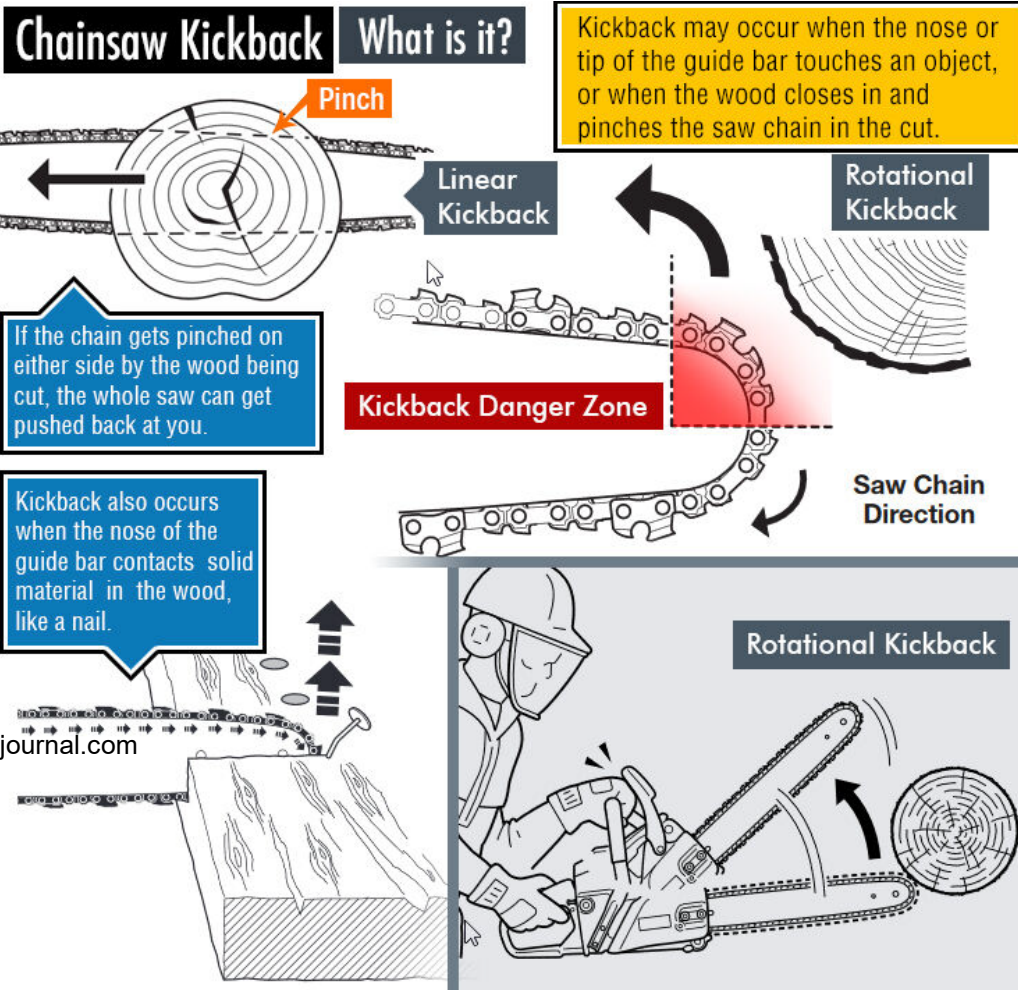 Chainsaw Kickback
What is it?
Kickback may occur when the nose or
tip of the guide bar touches an object,
or when the wood closes in and
pinches the saw chain in the cut.
Pinch
Linear
Kickback
Rotational
Kickback
If the chain gets pinched on
either side by the wood being
cut, the whole saw can get
pushed back at you.
Kickback Danger Zone
Saw Chain
Direction
Kickback also occurs
when the nose of the
guide bar contacts solid
material in the wood,
like a nail.
Rotational Kickback
journal.com